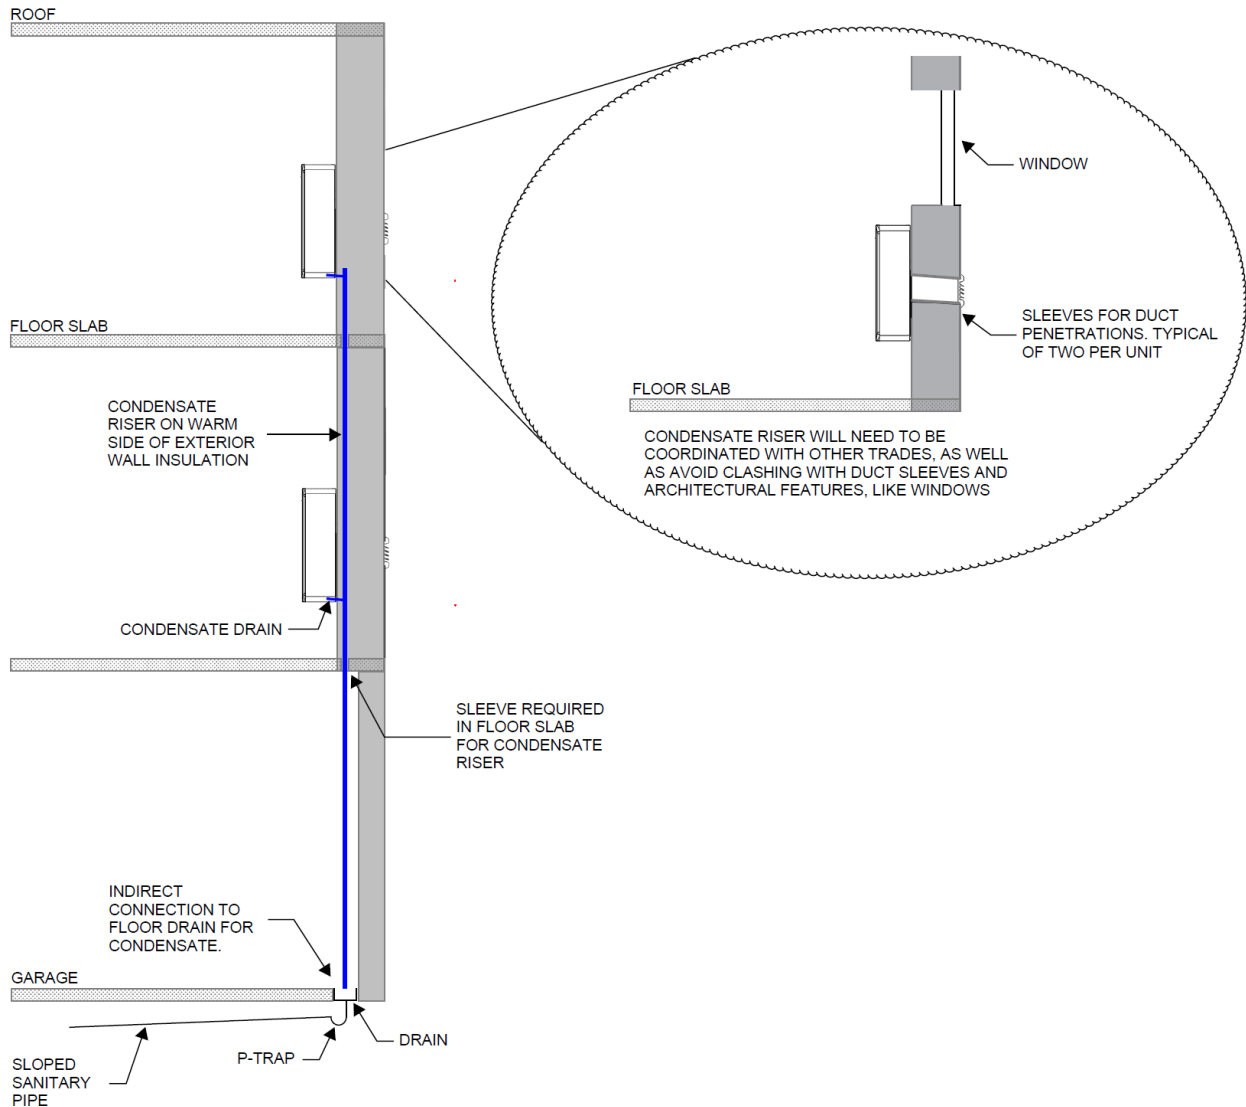 ROOF
WINDOW
SLEEVES FOR DUCT
PENETRATIONS. TYPICAL
OF TWO PER UNIT
FLOOR SLAB
FLOOR SLAB
CONDENSATE RISER WILL NEED TO BE
COORDINATED WITH OTHER TRADES, AS WELL
AS AVOID CLASHING WITH DUCT SLEEVES AND
ARCHITECTURAL FEATURES, LIKE WINDOWS
CONDENSATE
RISER ON WARM
SIDE OF EXTERIOR
WALL INSULATION
CONDENSATE DRAIN
SLEEVE REQUIRED
IN FLOOR SLAB
FOR CONDENSATE
RISER
INDIRECT
CONNECTION TO
FLOOR DRAIN FOR
CONDENSATE.
GARAGE
DRAIN
P-TRAP
SLOPED
SANITARY
PIPE